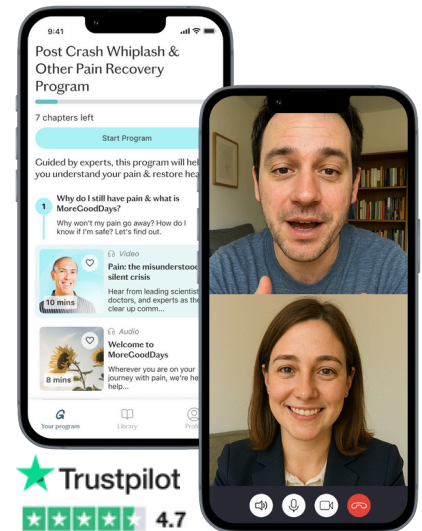 9:41
Post Crash Whiplash &
Other Pain Recovery
Program
7 chapters left
Start Program
Guided by experts, this program will hel
you understand your pain & restore hea
1
Why do I still have pain & what is
MoreGoodDays?
Why won't my pain go away? How do I
know if I'm safe? Let's find out.
Video
Pain: the misunderstoo
silent crisis
Hear from leading scientist
doctors, and experts as the
clear up comm...
10 mins
Audio
Welcome to
MoreGoodDays
Wherever you are on your
journey with pain, we're he
help...
8 mins
Your program
Library
Profi
Trustpilot
4.7